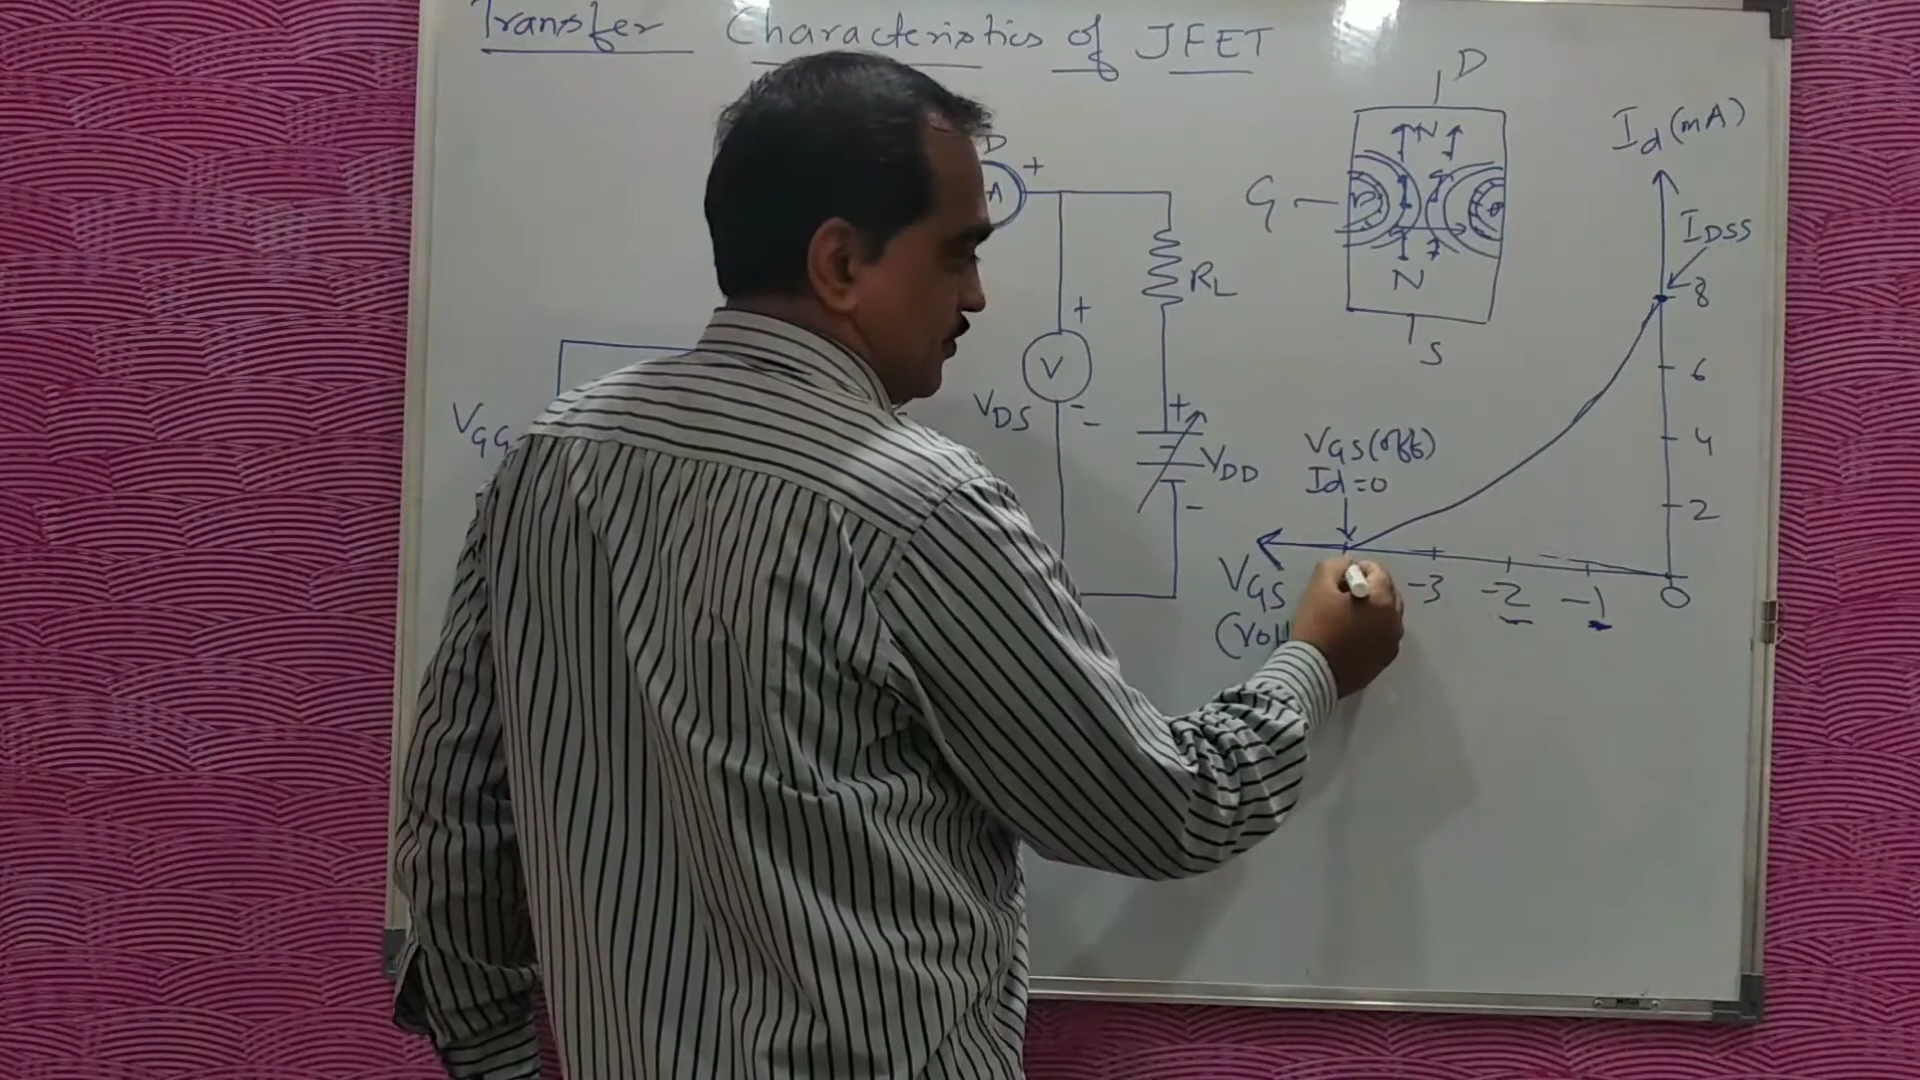 Transfer Characteristics of JFET
D
D
Id (mA)
N
A
+
G
P
P
IDSS
RL
N
8
+
S
V
6
VGG
VDS
-
+
VGS(off)
4
VDD
Id=0
-
2
VGS
-3
-2
-1
0